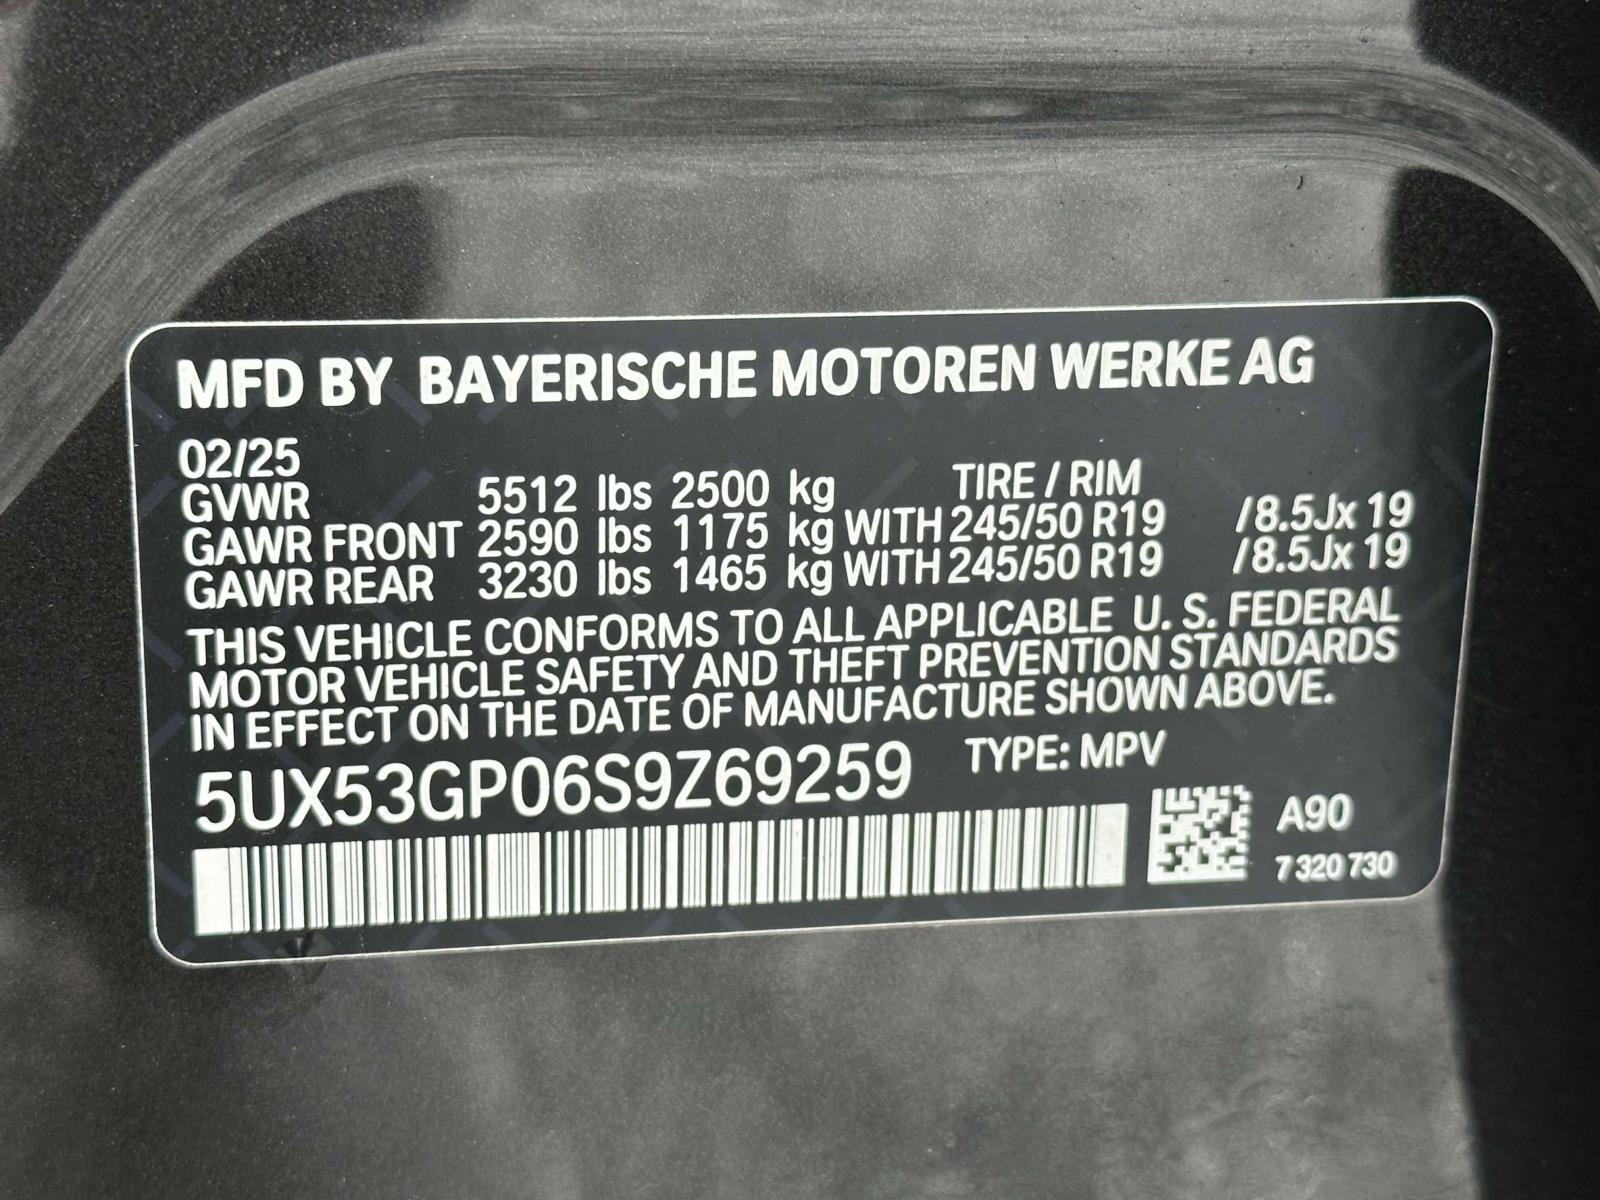 MFD BY BAYERISCHE MOTOREN WERKE AG
02/25
GVWR 5512 lbs 2500 kg TIRE / RIM
GAWR FRONT 2590 lbs 1175 kg WITH 245/50 R19 /8.5Jx 19
GAWR REAR 3230 lbs 1465 kg WITH 245/50 R19 /8.5Jx 19
THIS VEHICLE CONFORMS TO ALL APPLICABLE U. S. FEDERAL
MOTOR VEHICLE SAFETY AND THEFT PREVENTION STANDARDS
IN EFFECT ON THE DATE OF MANUFACTURE SHOWN ABOVE.
5UX53GP06S9Z69259 TYPE: MPV
A90
7 320 730